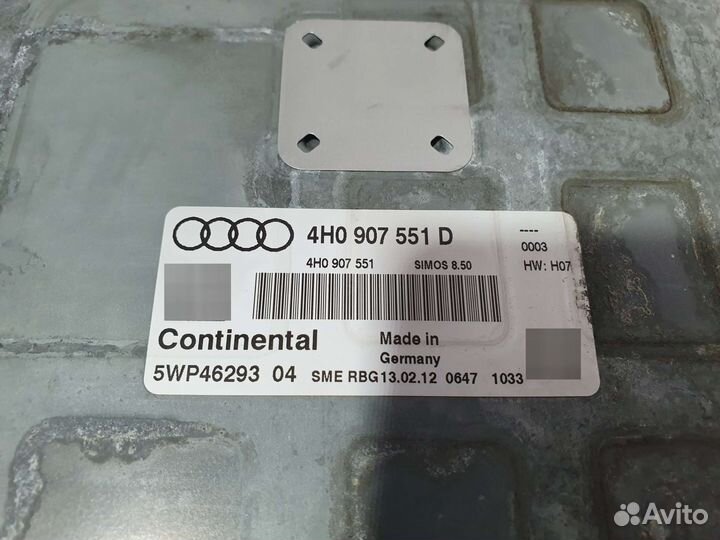 4H0 907 551 D
----
0003
4H0 907 551 SIMOS 8.50 HW: H07
Continental
Made in
Germany
5WP46293 04 SME RBG13.02.12 0647 1033
Avito